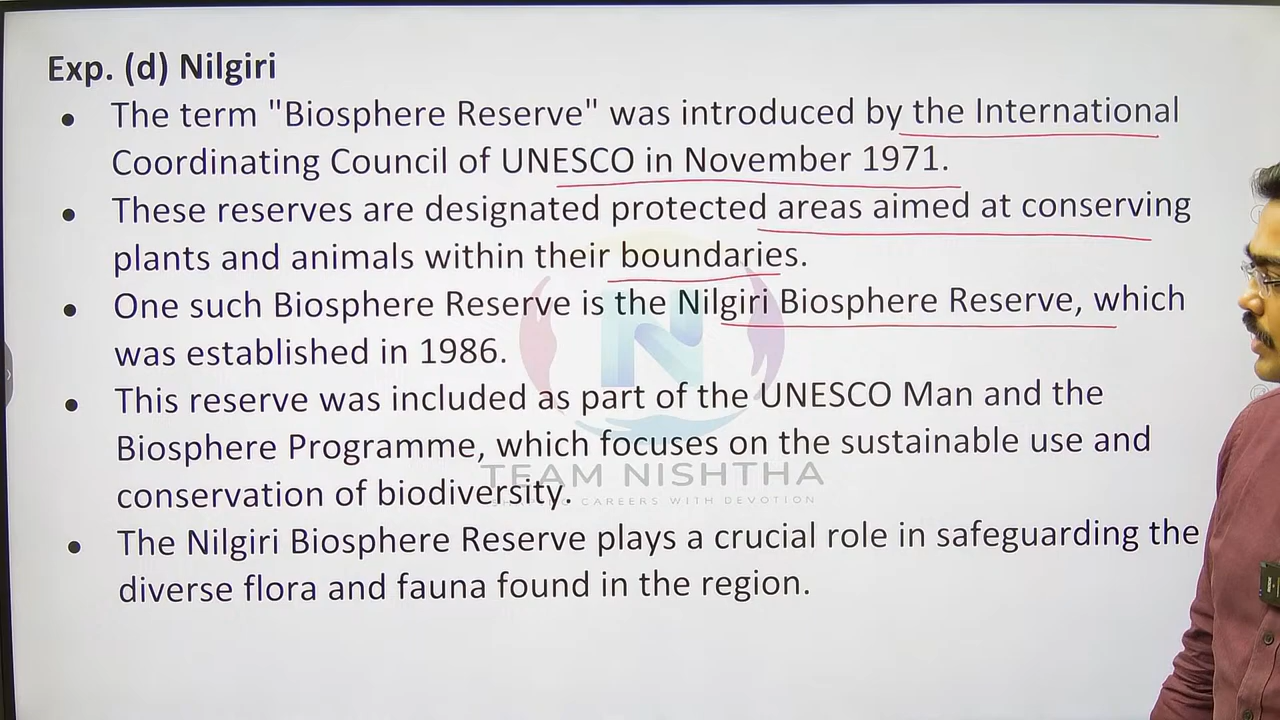 Exp. (d) Nilgiri
• The term "Biosphere Reserve" was introduced by the International
Coordinating Council of UNESCO in November 1971.
• These reserves are designated protected areas aimed at conserving
plants and animals within their boundaries.
• One such Biosphere Reserve is the Nilgiri Biosphere Reserve, which
was established in 1986.
• This reserve was included as part of the UNESCO Man and the
Biosphere Programme, which focuses on the sustainable use and
conservation of biodiversity.
TEAM NISHTHA
CAREERS WITH DEVOTION
• The Nilgiri Biosphere Reserve plays a crucial role in safeguarding the
diverse flora and fauna found in the region.